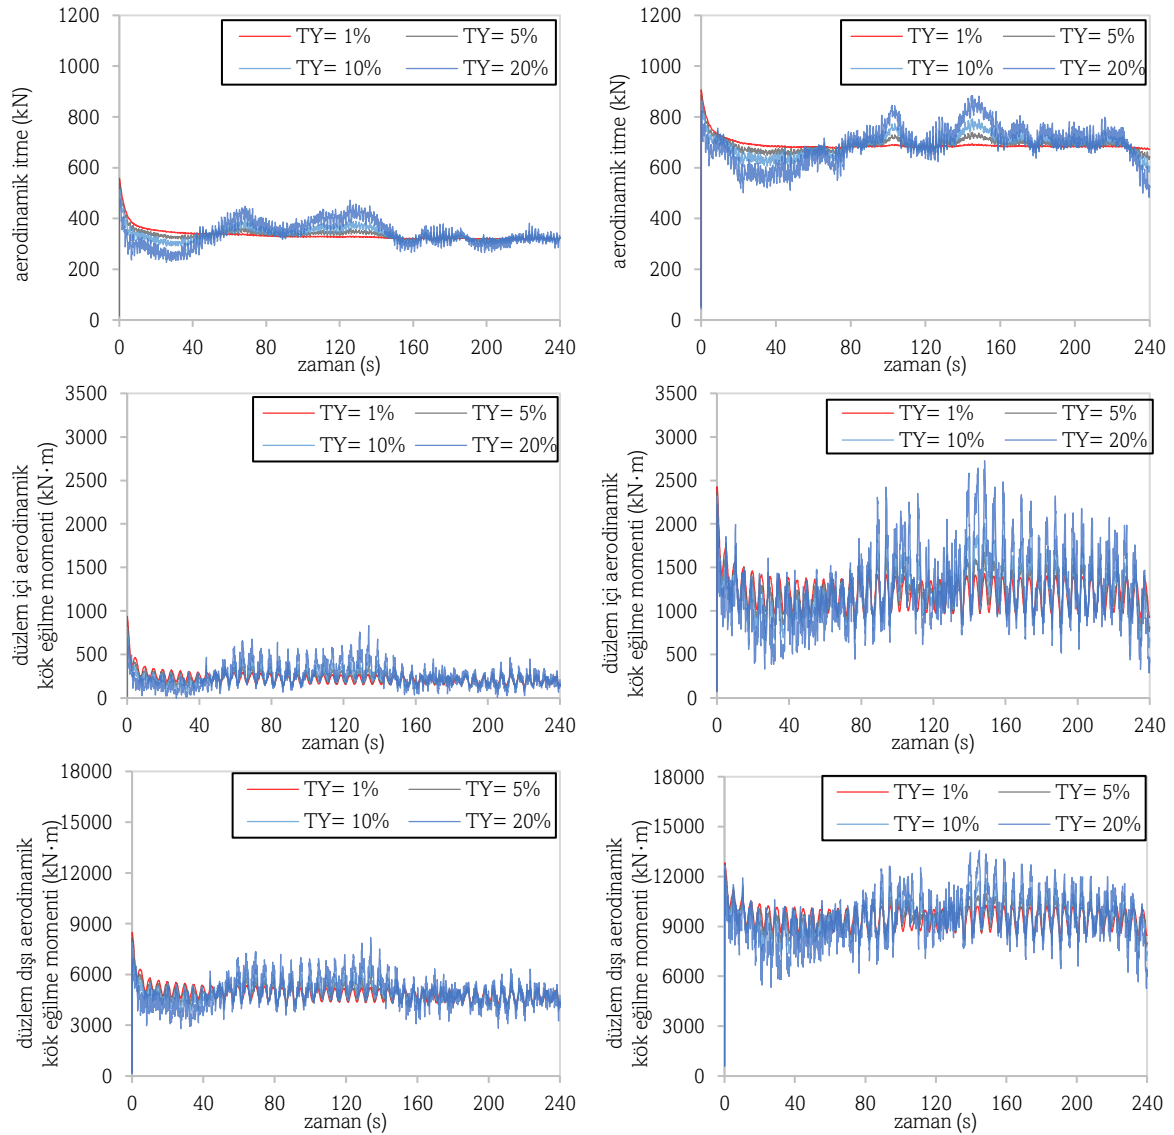 aerodinamik itme (kN)
1200
1000
800
600
400
200
0
TY= 1% TY= 5%
TY= 10% TY= 20%
0 40 80 120 160 200 240
zaman (s)
aerodinamik itme (kN)
1200
1000
800
600
400
200
0
TY= 1% TY= 5%
TY= 10% TY= 20%
0 40 80 120 160 200 240
zaman (s)
düzlem içi aerodinamik
kök eğilme momenti (kN·m)
3500
3000
2500
2000
1500
1000
500
0
TY= 1% TY= 5%
TY= 10% TY= 20%
0 40 80 120 160 200 240
zaman (s)
düzlem içi aerodinamik
kök eğilme momenti (kN·m)
3500
3000
2500
2000
1500
1000
500
0
TY= 1% TY= 5%
TY= 10% TY= 20%
0 40 80 120 160 200 240
zaman (s)
düzlem dışı aerodinamik
kök eğilme momenti (kN·m)
18000
15000
12000
9000
6000
3000
0
TY= 1% TY= 5%
TY= 10% TY= 20%
0 40 80 120 160 200 240
zaman (s)
düzlem dışı aerodinamik
kök eğilme momenti (kN·m)
18000
15000
12000
9000
6000
3000
0
TY= 1% TY= 5%
TY= 10% TY= 20%
0 40 80 120 160 200 240
zaman (s)